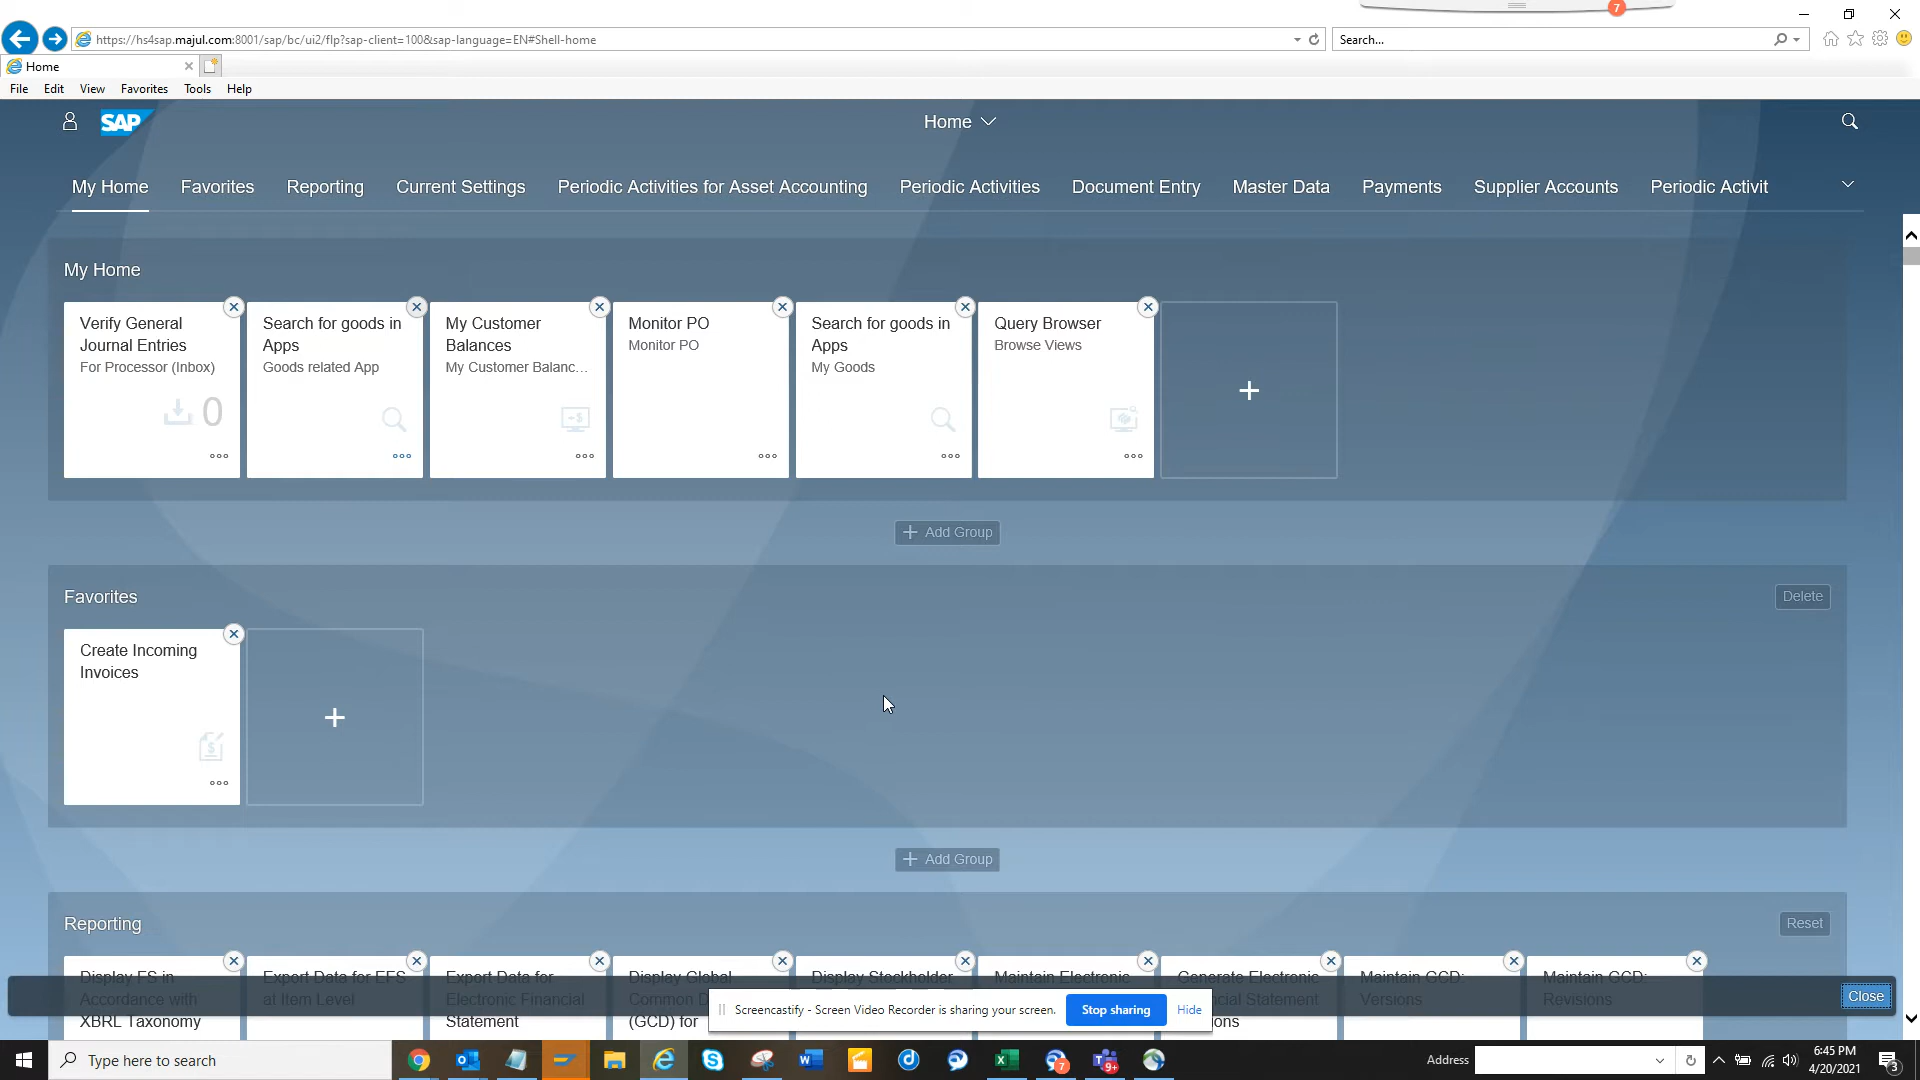 7
https://hs4sap.majul.com:8001/sap/bc/ui2/flp?sap-client=100&sap-language=EN#Shell-home
Search...
Home
File Edit View Favorites Tools Help
SAP
Home
My Home Favorites Reporting Current Settings Periodic Activities for Asset Accounting Periodic Activities Document Entry Master Data Payments Supplier Accounts Periodic Activit
My Home
Verify General
Journal Entries
For Processor (Inbox)
0
Search for goods in
Apps
Goods related App
My Customer
Balances
My Customer Balanc...
Monitor PO
Monitor PO
Search for goods in
Apps
My Goods
Query Browser
Browse Views
Add Group
Favorites
Delete
Create Incoming
Invoices
Add Group
Reporting
Reset
Display FS in
Accordance with
XBRL Taxonomy
Export Data for EFS
at Item Level
Export Data for
Electronic Financial
Statement
Display Global
Common D
(GCD) for
Display Stockholder
Maintain Electronic
Generate Electronic
ncial Statement
ons
Maintain GCD:
Versions
Maintain GCD:
Revisions
Close
Screencastify - Screen Video Recorder is sharing your screen.
Stop sharing
Hide
Type here to search
7
9+
Address
6:45 PM
4/20/2021
3